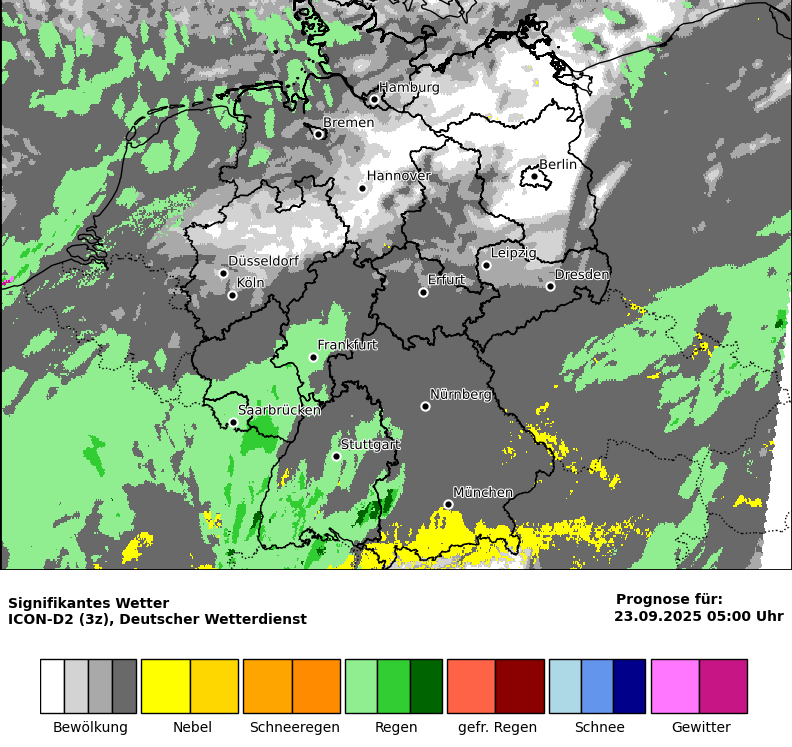 Hamburg
Bremen
Berlin
Hannover
Leipzig
Düsseldorf
Dresden
Erfurt
Köln
Frankfurt
Nürnberg
Saarbrücken
Stuttgart
München
Signifikantes Wetter
ICON-D2 (3z), Deutscher Wetterdienst
Prognose für:
23.09.2025 05:00 Uhr
Bewölkung
Nebel
Schneeregen
Regen
gefr. Regen
Schnee
Gewitter